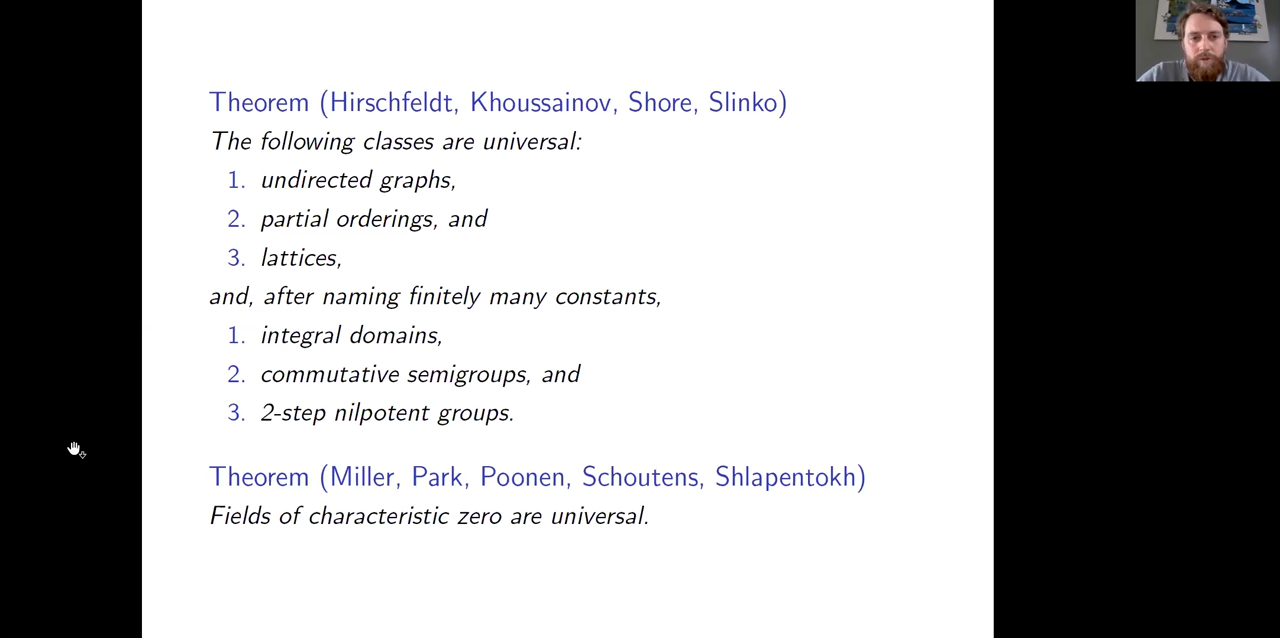 Theorem (Hirschfeldt, Khoussainov, Shore, Slinko)
The following classes are universal:
1. undirected graphs,
2. partial orderings, and
3. lattices,
and, after naming finitely many constants,
1. integral domains,
2. commutative semigroups, and
3. 2-step nilpotent groups.
Theorem (Miller, Park, Poonen, Schoutens, Shlapentokh)
Fields of characteristic zero are universal.